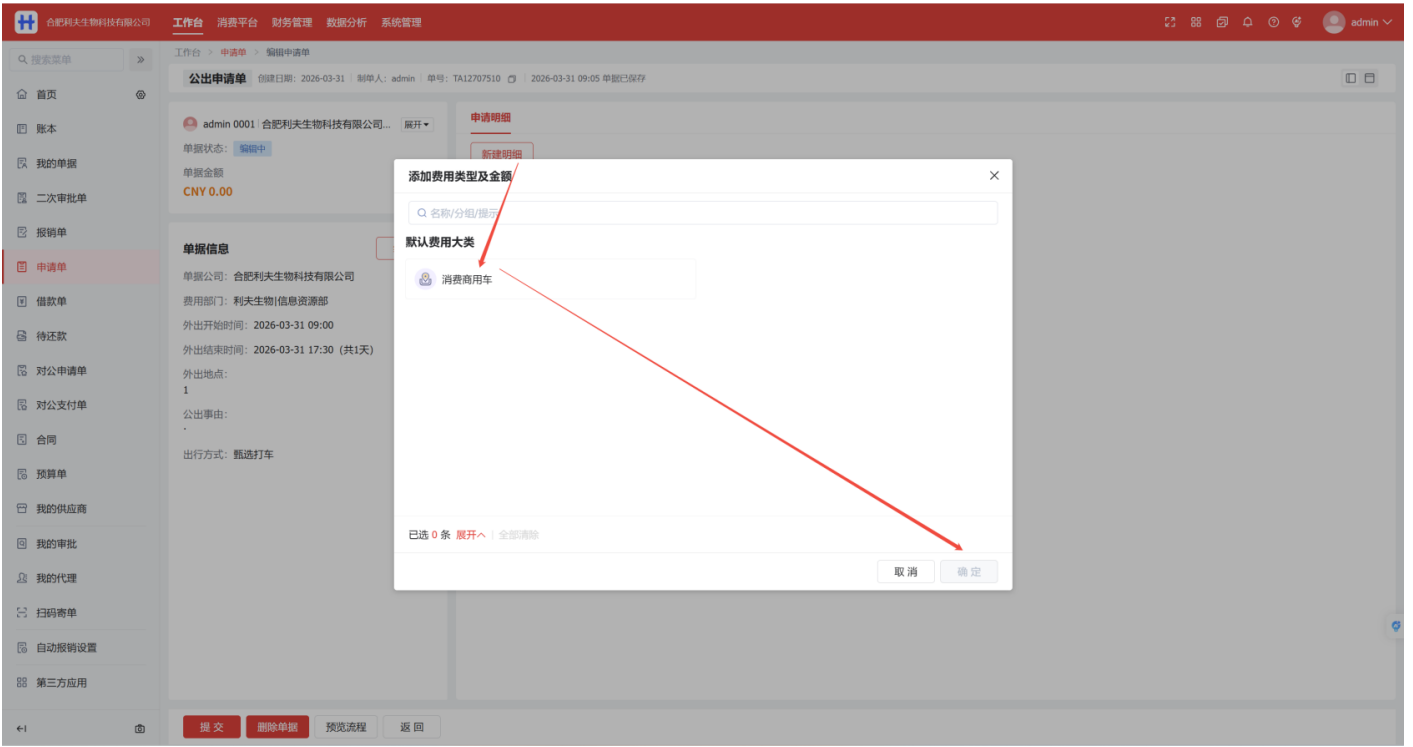 合肥利夫生物科技有限公司 工作台 消费平台 财务管理 数据分析 系统管理 admin
搜索菜单
工作台 > 申请单 > 编辑申请单
公出申请单 创建日期: 2026-03-31 制单人: admin 单号: TA12707510 2026-03-31 09:05 单据已保存
首页
账本
我的单据
二次审批单
报销单
申请单
借款单
待还款
对公申请单
对公支付单
合同
预算单
我的供应商
我的审批
我的代理
扫码寄单
自动报销设置
第三方应用
admin 0001 合肥利夫生物科技有限公司... 展开
单据状态: 编辑中
单据金额
CNY 0.00
单据信息
单据公司: 合肥利夫生物科技有限公司
费用部门: 利夫生物|信息资源部
外出开始时间: 2026-03-31 09:00
外出结束时间: 2026-03-31 17:30（共1天）
外出地点:
1
公出事由:
.
出行方式: 甄选打车
申请明细
新建明细
添加费用类型及金额
名称/分组/提示
默认费用大类
消费商用车
已选 0 条 展开 全部清除
取 消 确 定
提 交 删除单据 预览流程 返 回